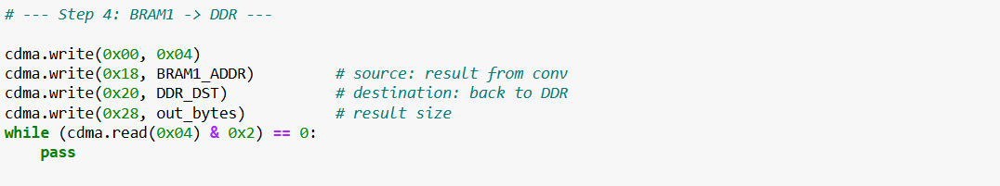 # --- Step 4: BRAM1 -> DDR ---
cdma.write(0x00, 0x04)
cdma.write(0x18, BRAM1_ADDR)         # source: result from conv
cdma.write(0x20, DDR_DST)            # destination: back to DDR
cdma.write(0x28, out_bytes)          # result size
while (cdma.read(0x04) & 0x2) == 0:
    pass